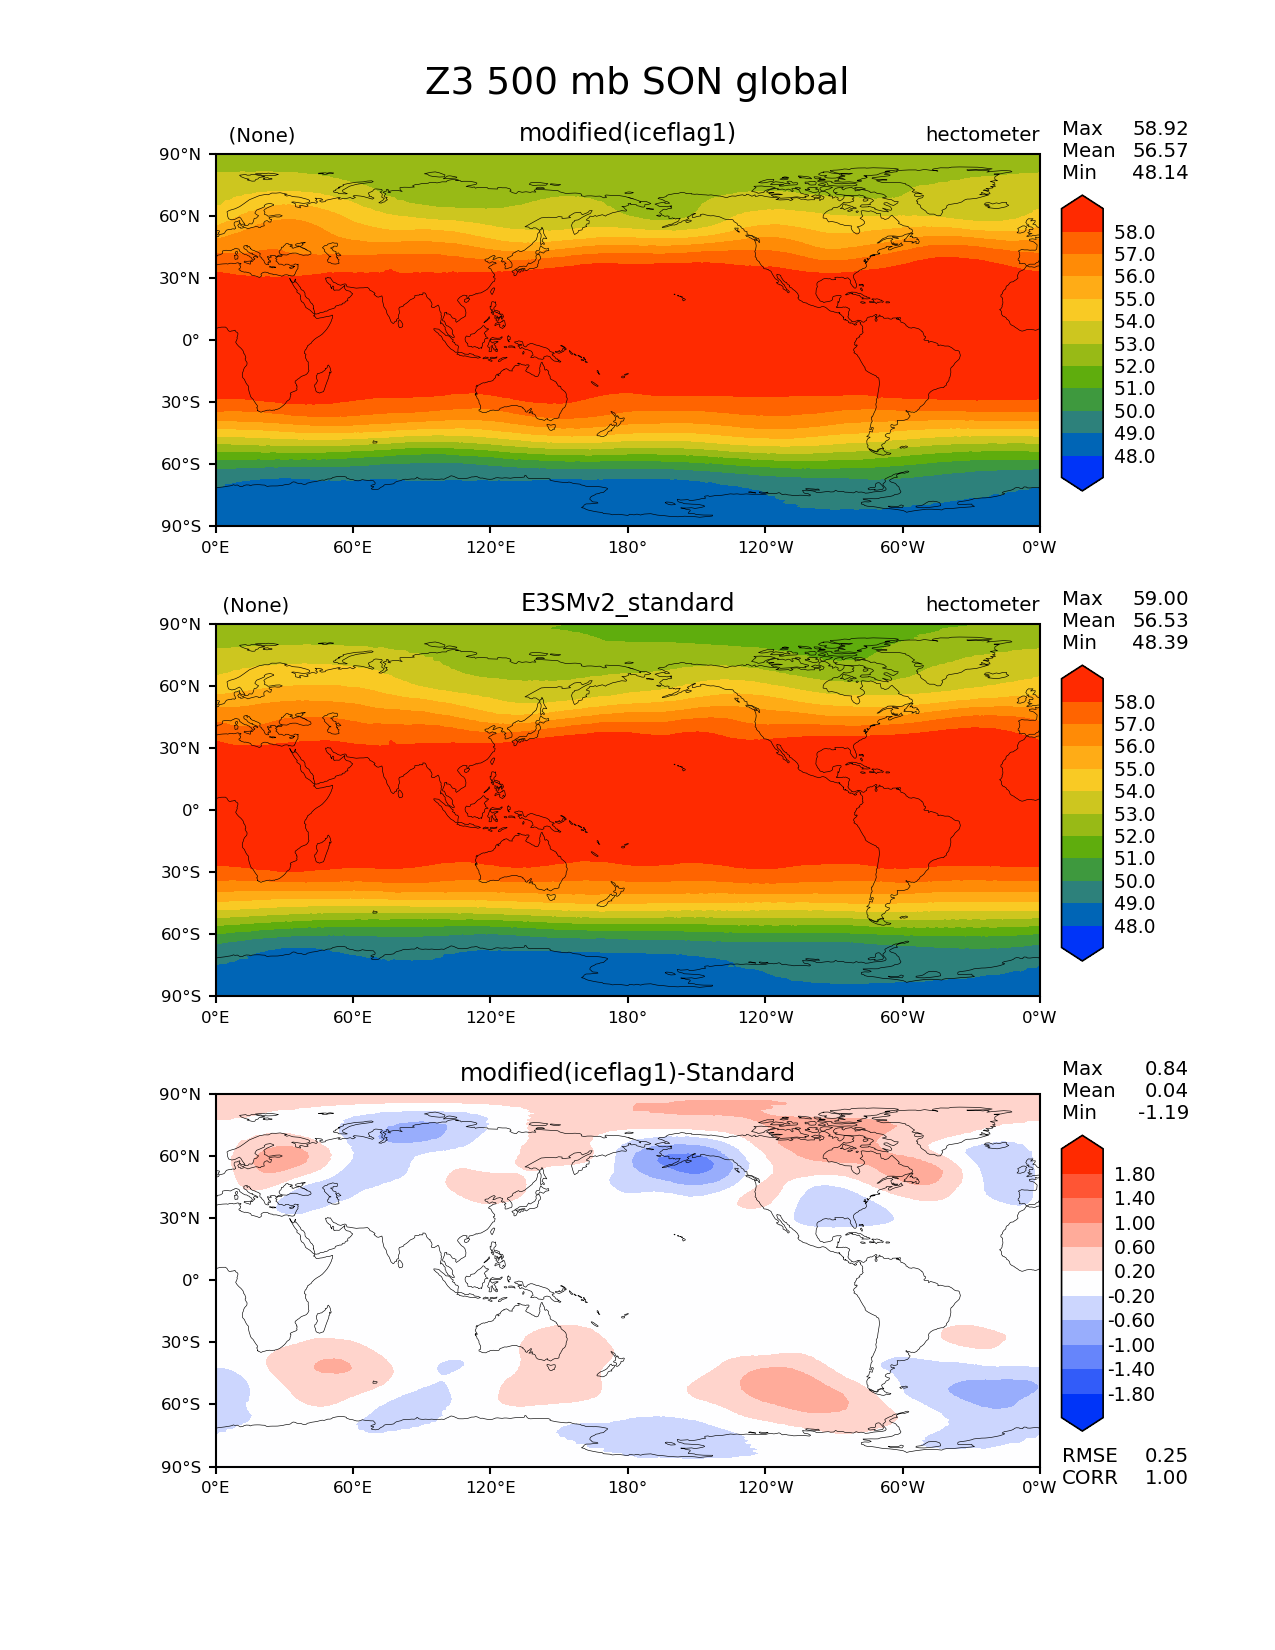 Z3 500 mb SON global
(None) modified(iceflag1) hectometer
Max 58.92
Mean 56.57
Min 48.14
90°N
60°N
30°N
0°
30°S
60°S
90°S
0°E 60°E 120°E 180° 120°W 60°W 0°W
58.0
57.0
56.0
55.0
54.0
53.0
52.0
51.0
50.0
49.0
48.0
(None) E3SMv2_standard hectometer
Max 59.00
Mean 56.53
Min 48.39
90°N
60°N
30°N
0°
30°S
60°S
90°S
0°E 60°E 120°E 180° 120°W 60°W 0°W
58.0
57.0
56.0
55.0
54.0
53.0
52.0
51.0
50.0
49.0
48.0
modified(iceflag1)-Standard
Max 0.84
Mean 0.04
Min -1.19
90°N
60°N
30°N
0°
30°S
60°S
90°S
0°E 60°E 120°E 180° 120°W 60°W 0°W
1.80
1.40
1.00
0.60
0.20
-0.20
-0.60
-1.00
-1.40
-1.80
RMSE 0.25
CORR 1.00